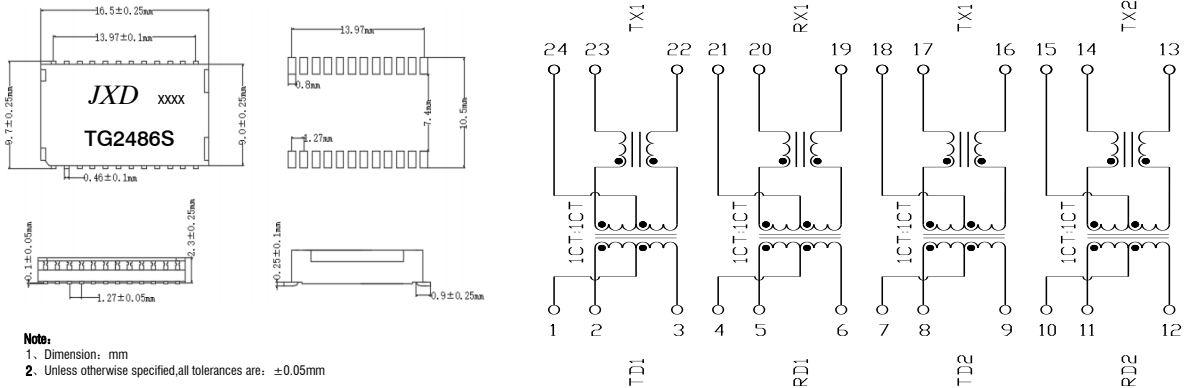 16.5±0.25mm
13.97±0.1mm
9.7±0.25mm
JXD xxxx
TG2486S
9.0±0.25mm
0.46±0.1mm
13.97mm
0.8mm
7.4mm
10.5mm
1.27mm
0.1±0.05mm
2.3±0.25mm
1.27±0.05mm
0.25±0.1mm
0.9±0.25mm
Note:
1、Dimension: mm
2、Unless otherwise specified,all tolerances are: ±0.05mm
TX1 RX1 TX1 TX2
24 23 22 21 20 19 18 17 16 15 14 13
1CT:1CT 1CT:1CT 1CT:1CT 1CT:1CT
1 2 3 4 5 6 7 8 9 10 11 12
TD1 RD1 TD2 RD2